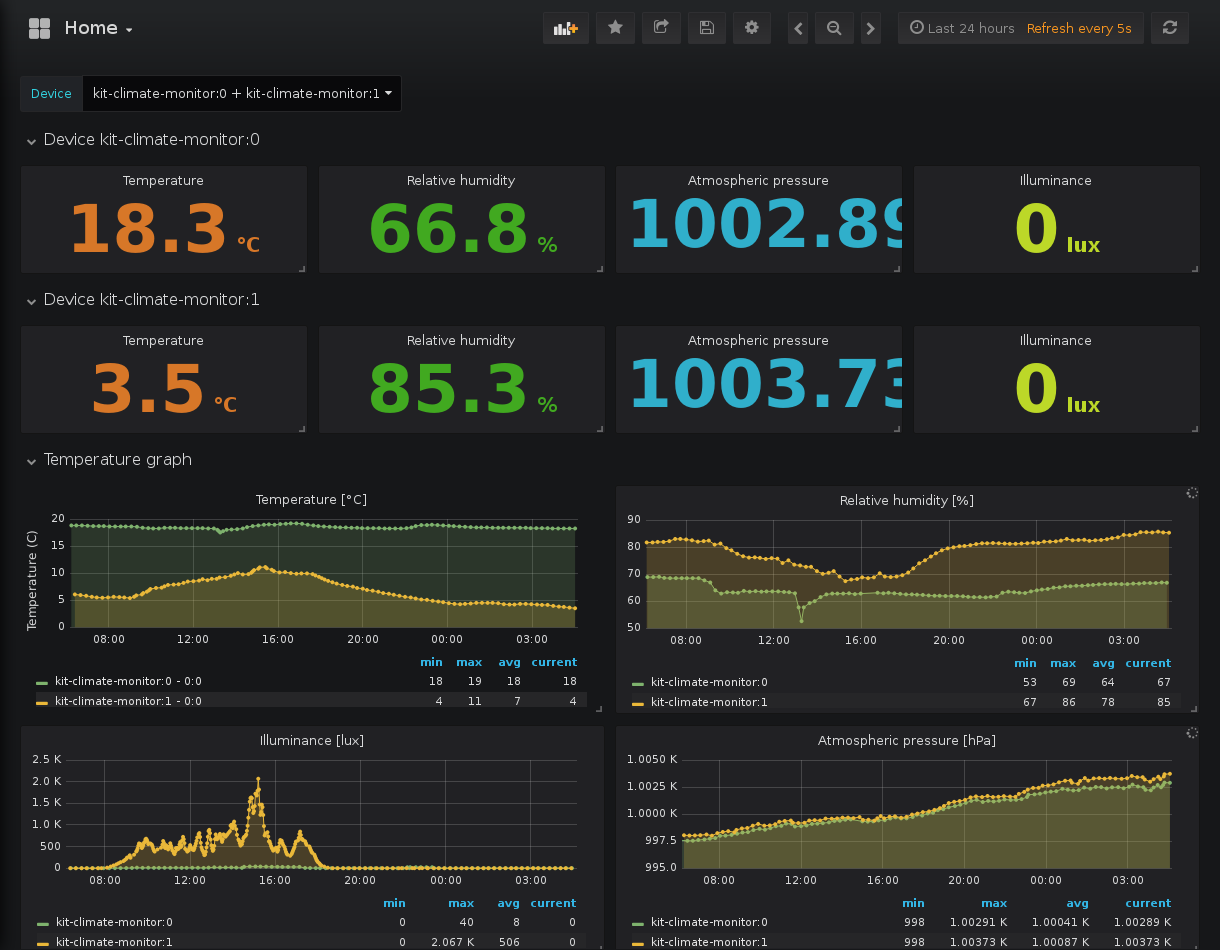 Home
Last 24 hours Refresh every 5s
Device kit-climate-monitor:0 + kit-climate-monitor:1
Device kit-climate-monitor:0
Temperature Relative humidity Atmospheric pressure Illuminance
18.3 °C 66.8 % 1002.89 0 lux
Device kit-climate-monitor:1
Temperature Relative humidity Atmospheric pressure Illuminance
3.5 °C 85.3 % 1003.73 0 lux
Temperature graph
Temperature [°C]
Temperature (C)
20
15
10
5
0
08:00 12:00 16:00 20:00 00:00 03:00
min max avg current
kit-climate-monitor:0 - 0:0 18 19 18 18
kit-climate-monitor:1 - 0:0 4 11 7 4
Relative humidity [%]
90
80
70
60
50
08:00 12:00 16:00 20:00 00:00 03:00
min max avg current
kit-climate-monitor:0 53 69 64 67
kit-climate-monitor:1 67 86 78 85
Illuminance [lux]
2.5 K
2.0 K
1.5 K
1.0 K
500
0
08:00 12:00 16:00 20:00 00:00 03:00
min max avg current
kit-climate-monitor:0 0 40 8 0
kit-climate-monitor:1 0 2.067 K 506 0
Atmospheric pressure [hPa]
1.0050 K
1.0025 K
1.0000 K
997.5
995.0
08:00 12:00 16:00 20:00 00:00 03:00
min max avg current
kit-climate-monitor:0 998 1.00291 K 1.00041 K 1.00289 K
kit-climate-monitor:1 998 1.00373 K 1.00087 K 1.00373 K